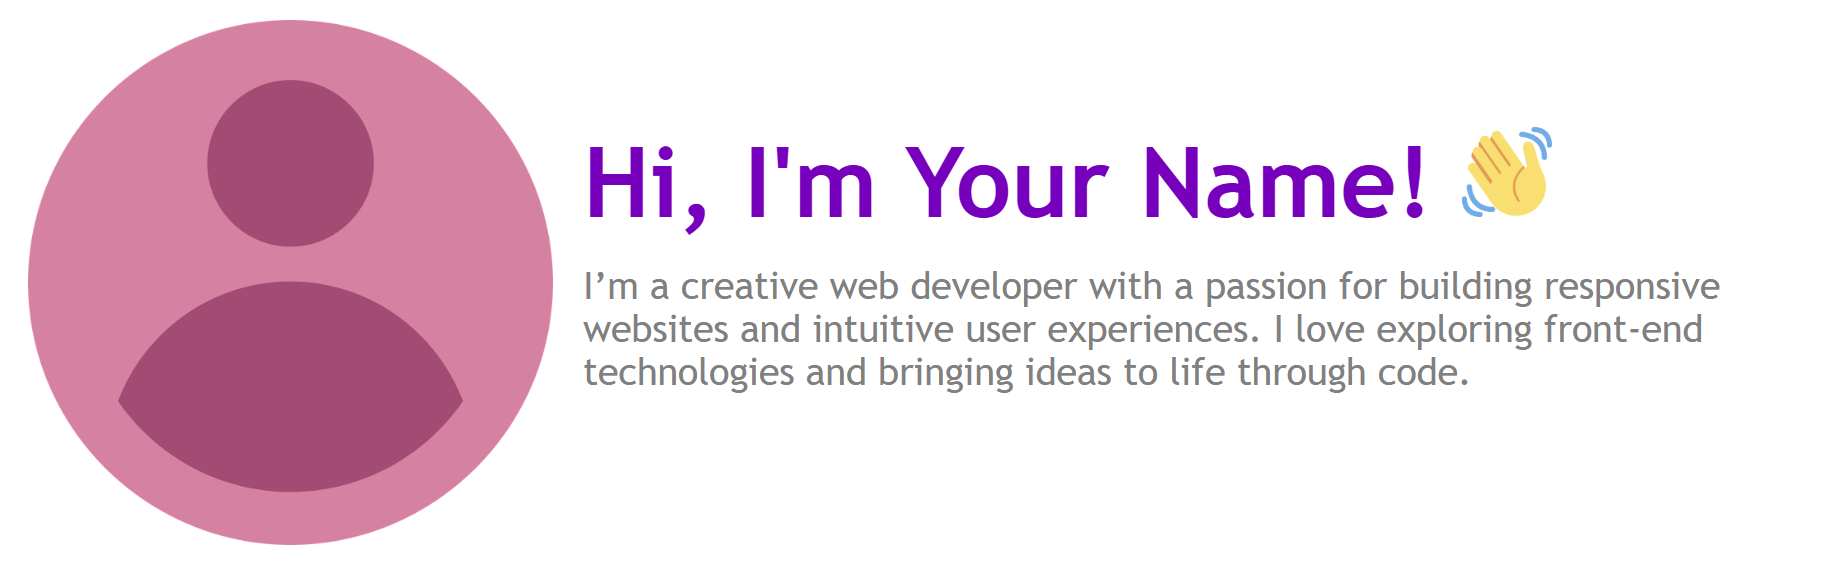 Hi, I'm Your Name! 👋
I’m a creative web developer with a passion for building responsive
websites and intuitive user experiences. I love exploring front-end
technologies and bringing ideas to life through code.